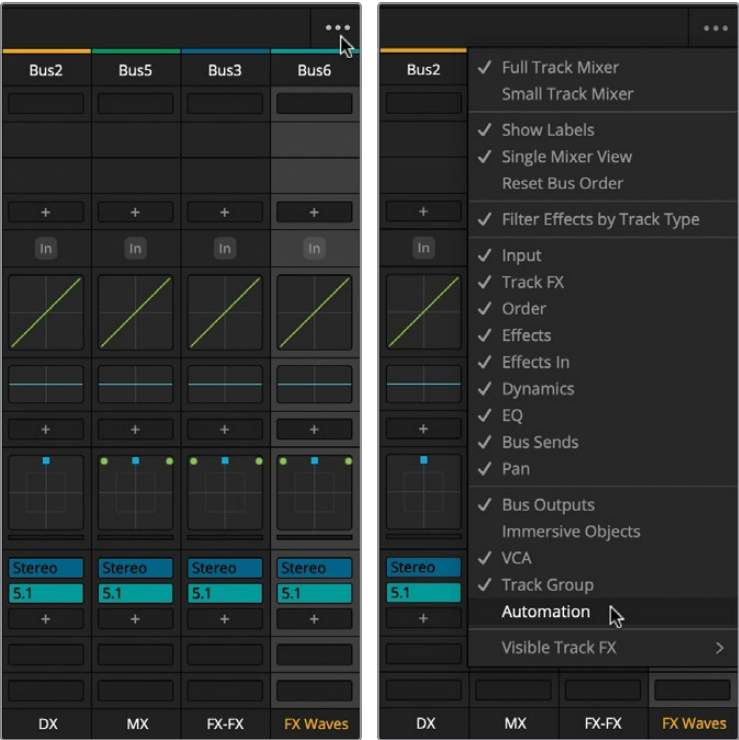 Bus2 Bus5 Bus3 Bus6
+ + + +
In In In In
+ + + +
Stereo Stereo Stereo Stereo
5.1 5.1 5.1 5.1
+ + + +
DX MX FX-FX FX Waves
Bus2
+
In
+
Stereo
5.1
+
✓ Full Track Mixer
Small Track Mixer
✓ Show Labels
✓ Single Mixer View
Reset Bus Order
✓ Filter Effects by Track Type
✓ Input
✓ Track FX
✓ Order
✓ Effects
✓ Effects In
✓ Dynamics
✓ EQ
✓ Bus Sends
✓ Pan
✓ Bus Outputs
Immersive Objects
✓ VCA
✓ Track Group
Automation
Visible Track FX >
DX MX FX-FX FX Waves